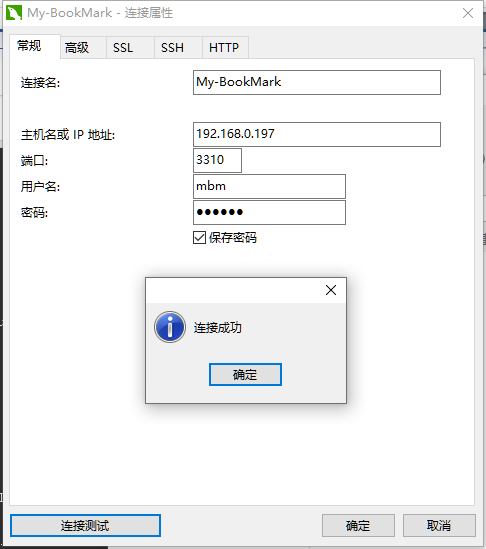 My-BookMark - 连接属性
常规 高级 SSL SSH HTTP
连接名: My-BookMark
主机名或 IP 地址: 192.168.0.197
端口: 3310
用户名: mbm
密码: ●●●●●●
保存密码
连接成功
确定
连接测试 确定 取消